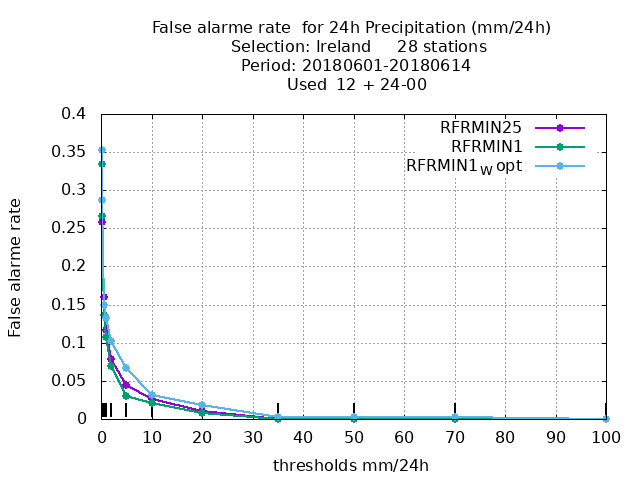 False alarme rate  for 24h Precipitation (mm/24h)
Selection: Ireland     28 stations
Period: 20180601-20180614
Used  12 + 24-00
RFRMIN25
RFRMIN1
RFRMIN1W opt
False alarme rate
0.4
0.35
0.3
0.25
0.2
0.15
0.1
0.05
0
0 10 20 30 40 50 60 70 80 90 100
thresholds mm/24h